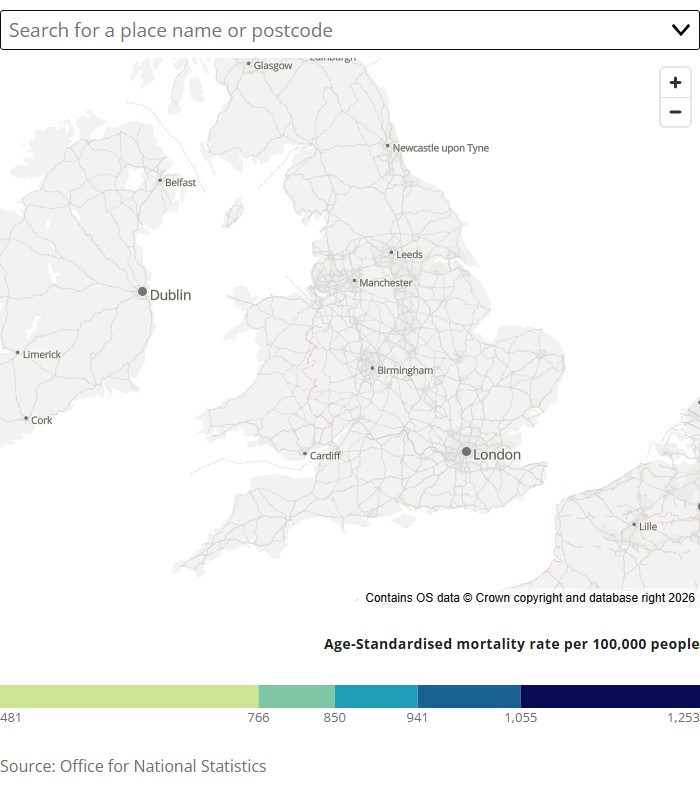 Search for a place name or postcode
Edinburgh
Glasgow
+
−
Newcastle upon Tyne
Belfast
Leeds
Manchester
Dublin
Limerick
Birmingham
Cork
Cardiff
London
Lille
Contains OS data © Crown copyright and database right 2026
Age-Standardised mortality rate per 100,000 people
481 766 850 941 1,055 1,253
Source: Office for National Statistics